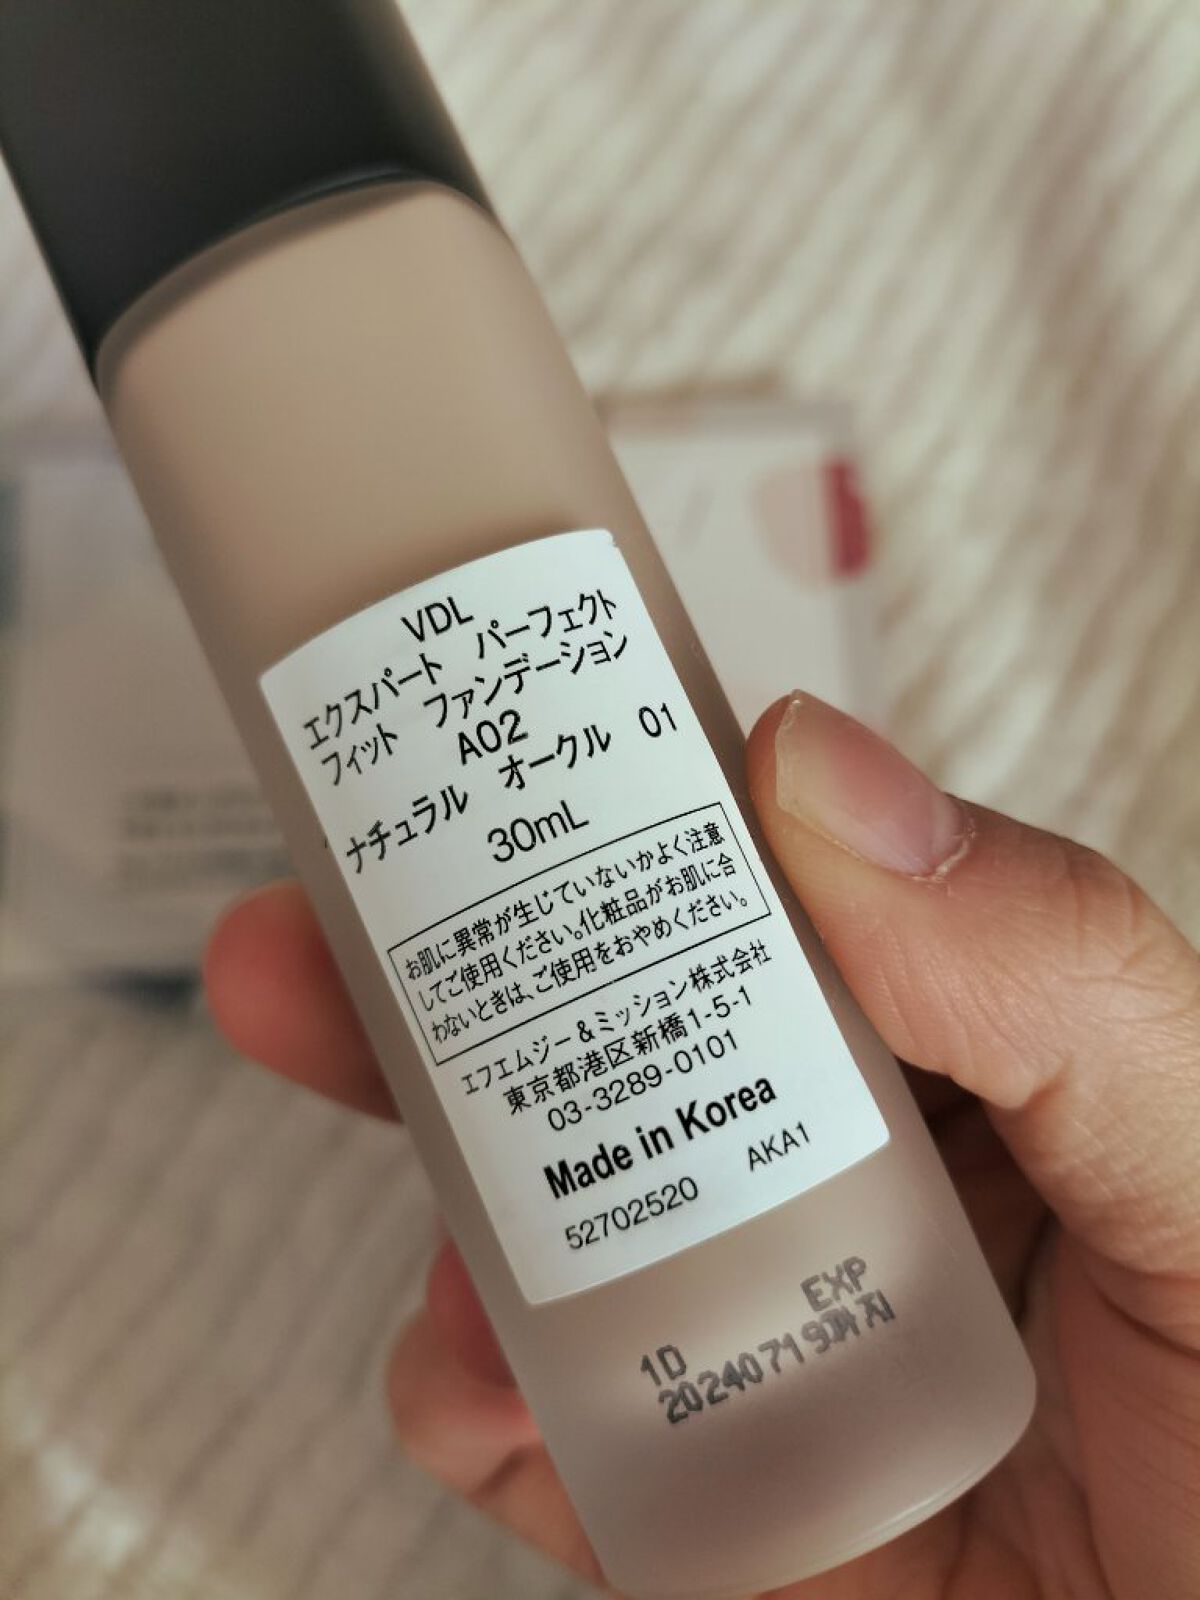 VDL
エクスパート パーフェクト
フィット ファンデーション
A02
ナチュラル オークル 01
30mL
お肌に異常が生じていないかよく注意
してご使用ください。化粧品がお肌に合
わないときは、ご使用をおやめください。
エフエムジー&ミッション株式会社
東京都港区新橋1-5-1
03-3289-0101
Made in Korea
52702520 AKA1
1D EXP
20240719까지